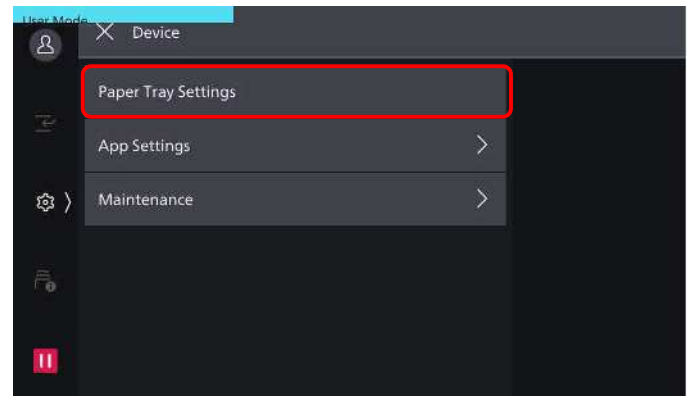 User Mode
Device
Paper Tray Settings
App Settings
Maintenance